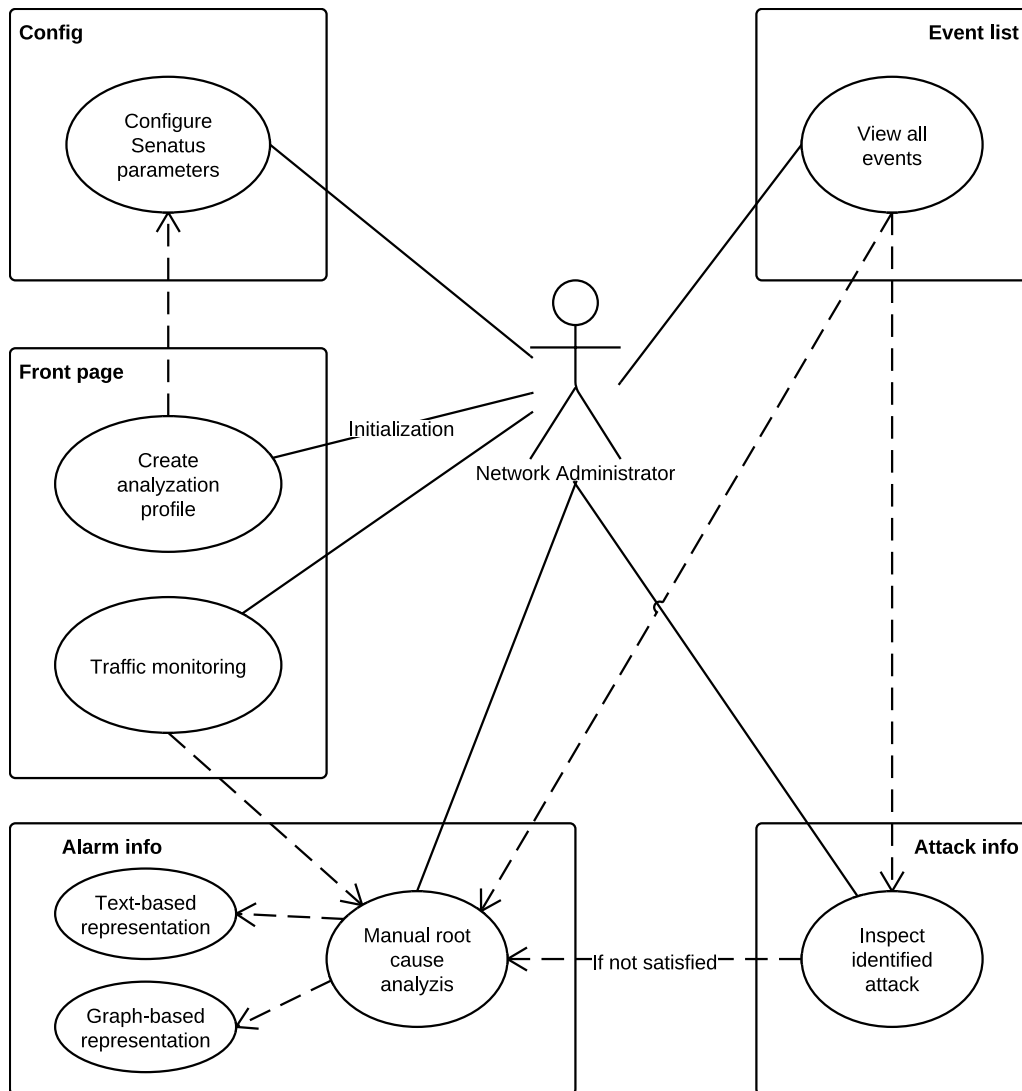 Config
Event list
Configure
Senatus
parameters
View all
events
Front page
Initialization
Create
analyzation
profile
Network Administrator
Traffic monitoring
Alarm info
Attack info
Text-based
representation
Manual root
cause
analyzis
If not satisfied
Inspect
identified
attack
Graph-based
representation